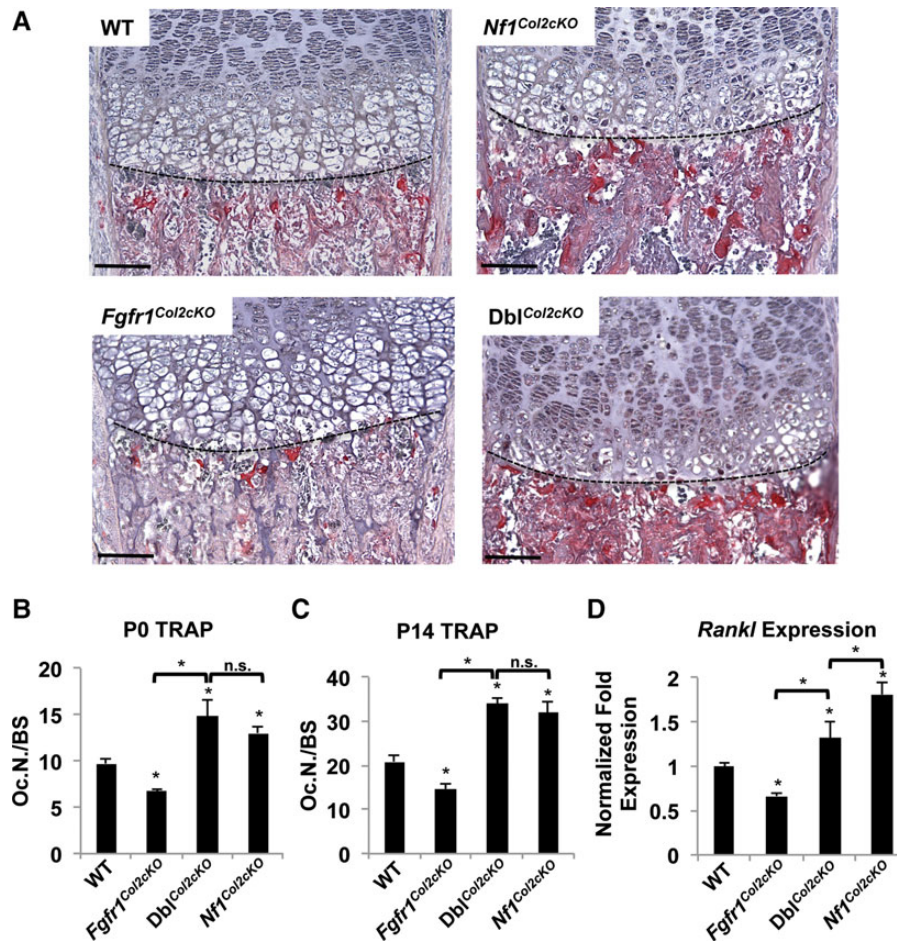 A
WT
Nf1Col2cKO
Fgfr1Col2cKO
DblCol2cKO
B
P0 TRAP
Oc.N./BS
20
15
10
5
0
*
*
n.s.
*
*
WT
Fgfr1Col2cKO
DblCol2cKO
Nf1Col2cKO
C
P14 TRAP
Oc.N./BS
40
30
20
10
0
*
*
n.s.
*
*
WT
Fgfr1Col2cKO
DblCol2cKO
Nf1Col2cKO
D
Rankl Expression
Normalized Fold
Expression
2
1.5
1
0.5
0
*
*
*
*
*
WT
Fgfr1Col2cKO
DblCol2cKO
Nf1Col2cKO